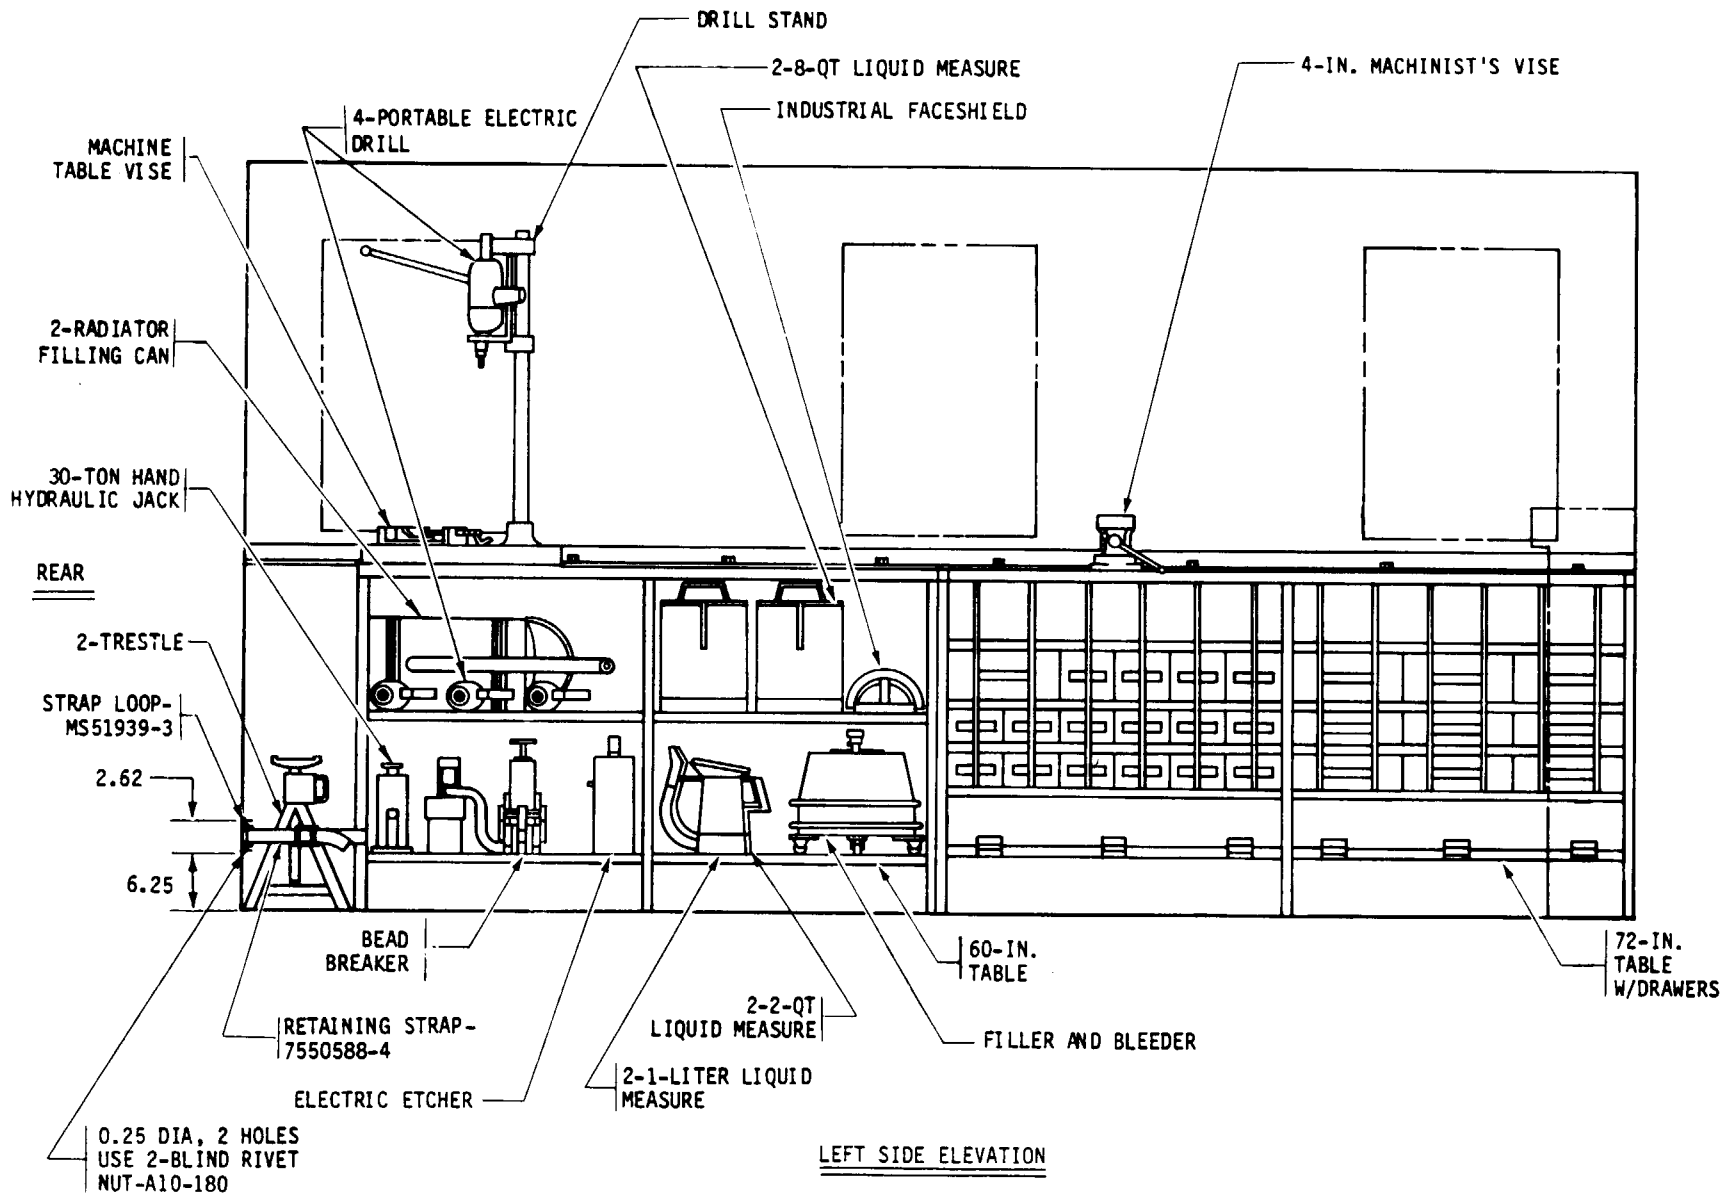 DRILL STAND
2-8-QT LIQUID MEASURE
4-IN. MACHINIST'S VISE
INDUSTRIAL FACESHIELD
4-PORTABLE ELECTRIC
DRILL
MACHINE
TABLE VISE
2-RADIATOR
FILLING CAN
30-TON HAND
HYDRAULIC JACK
REAR
2-TRESTLE
STRAP LOOP-
MS51939-3
2.62
6.25
BEAD
BREAKER
60-IN.
TABLE
72-IN.
TABLE
W/DRAWERS
2-2-QT
LIQUID MEASURE
RETAINING STRAP-
7550588-4
FILLER AND BLEEDER
2-1-LITER LIQUID
MEASURE
ELECTRIC ETCHER
0.25 DIA, 2 HOLES
USE 2-BLIND RIVET
NUT-A10-180
LEFT SIDE ELEVATION